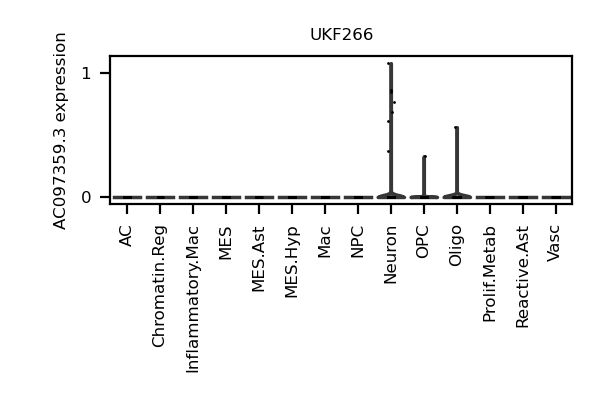 UKF266
AC097359.3 expression
1
0
AC
Chromatin.Reg
Inflammatory.Mac
MES
MES.Ast
MES.Hyp
Mac
NPC
Neuron
OPC
Oligo
Prolif.Metab
Reactive.Ast
Vasc